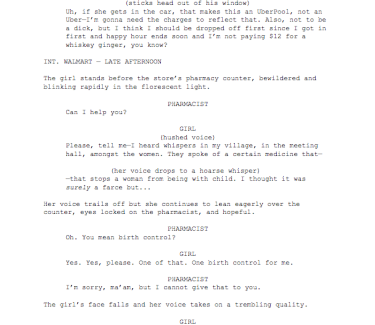 (sticks head out of his window)
Uh, if she gets in the car, that makes this an UberPool, not an
Uber—I'm gonna need the charges to reflect that. Also, not to be
a dick, but I think I should be dropped off first since I got in
first and happy hour ends soon and I'm not paying $12 for a
whiskey ginger, you know?
INT. WALMART — LATE AFTERNOON
The girl stands before the store's pharmacy counter, bewildered and
blinking rapidly in the florescent light.
PHARMACIST
Can I help you?
GIRL
(hushed voice)
Please, tell me—I heard whispers in my village, in the meeting
hall, amongst the women. They spoke of a certain medicine that—
(her voice drops to a hoarse whisper)
—that stops a woman from being with child. I thought it was
surely a farce but...
Her voice trails off but she continues to lean eagerly over the
counter, eyes locked on the pharmacist, and hopeful.
PHARMACIST
Oh. You mean birth control?
GIRL
Yes. Yes, please. One of that. One birth control for me.
PHARMACIST
I'm sorry, ma'am, but I cannot give that to you.
The girl's face falls and her voice takes on a trembling quality.
GIRL